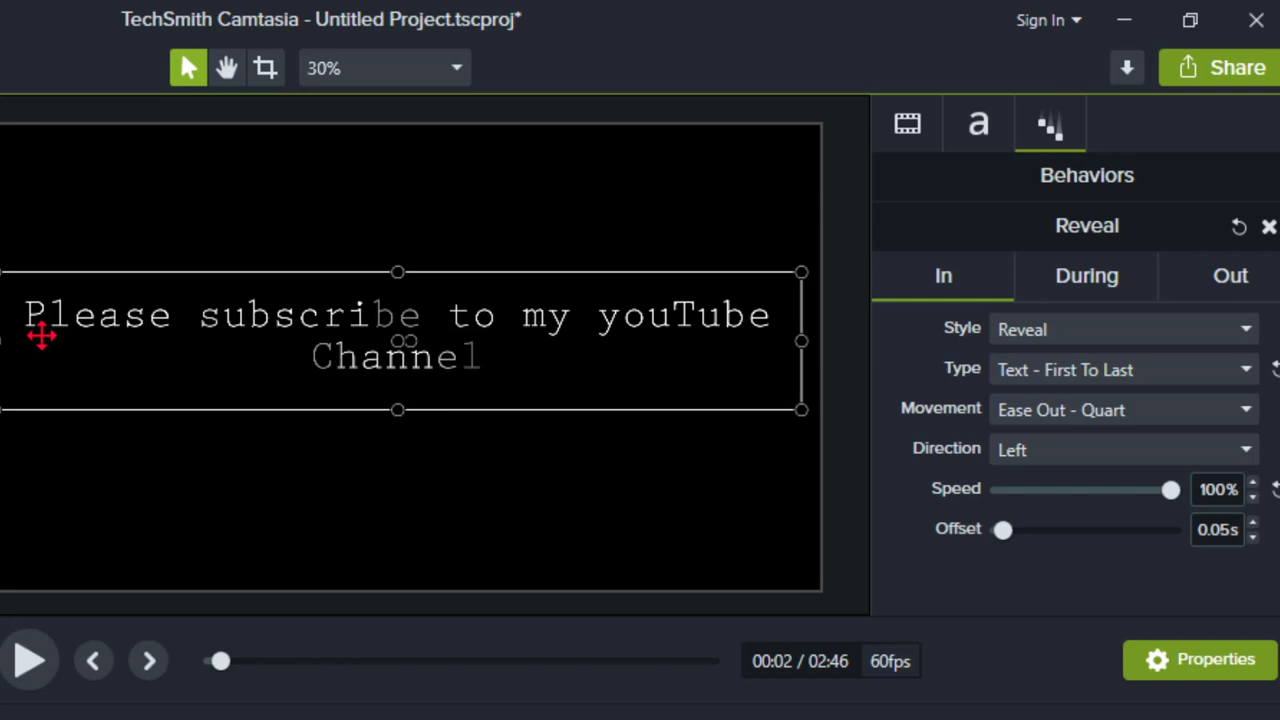 TechSmith Camtasia - Untitled Project.tscproj*
Sign In
30%
Share
a
Behaviors
Reveal
In During Out
Please subscribe to my youTube
Channel
Style Reveal
Type Text - First To Last
Movement Ease Out - Quart
Direction Left
Speed 100%
Offset 0.05s
00:02 / 02:46 60fps
Properties